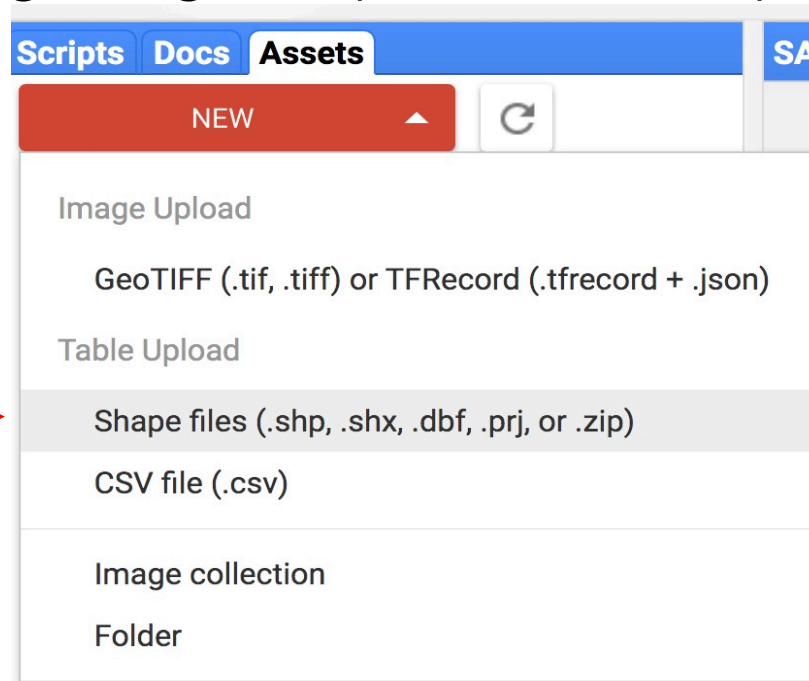 Scripts Docs Assets SA
NEW
Image Upload
GeoTIFF (.tif, .tiff) or TFRecord (.tfrecord + .json)
Table Upload
Shape files (.shp, .shx, .dbf, .prj, or .zip)
CSV file (.csv)
Image collection
Folder